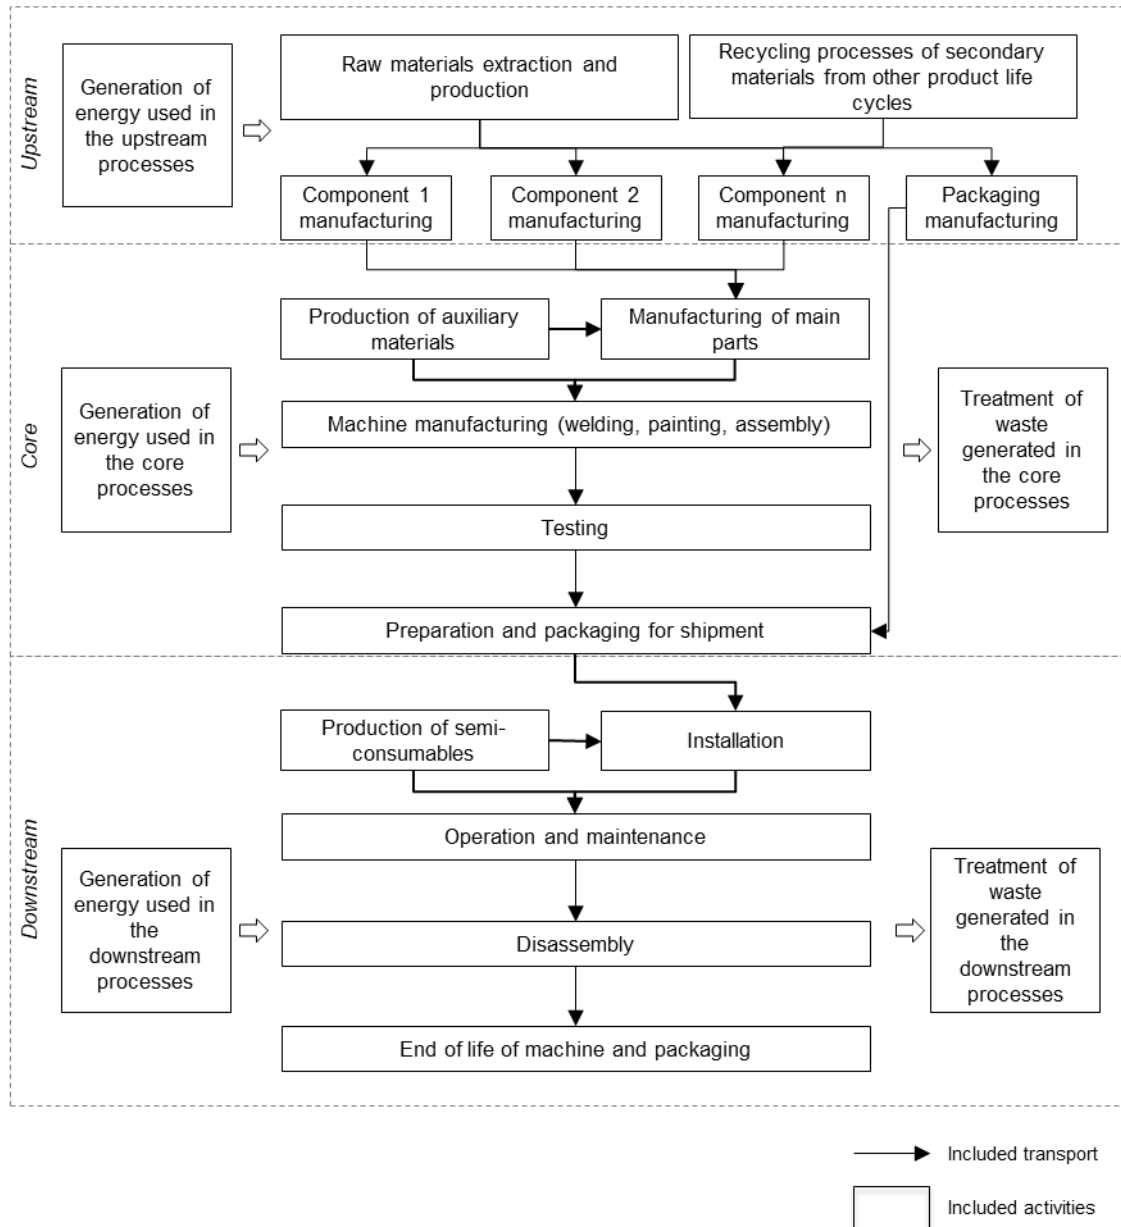 Upstream
Generation of
energy used in
the upstream
processes
Raw materials extraction and
production
Recycling processes of secondary
materials from other product life
cycles
Component 1
manufacturing
Component 2
manufacturing
Component n
manufacturing
Packaging
manufacturing
Core
Generation of
energy used in
the core
processes
Production of auxiliary
materials
Manufacturing of main
parts
Machine manufacturing (welding, painting, assembly)
Testing
Preparation and packaging for shipment
Treatment of
waste
generated in
the core
processes
Downstream
Generation of
energy used in
the
downstream
processes
Production of semi-
consumables
Installation
Operation and maintenance
Disassembly
End of life of machine and packaging
Treatment of
waste
generated in
the
downstream
processes
Included transport
Included activities